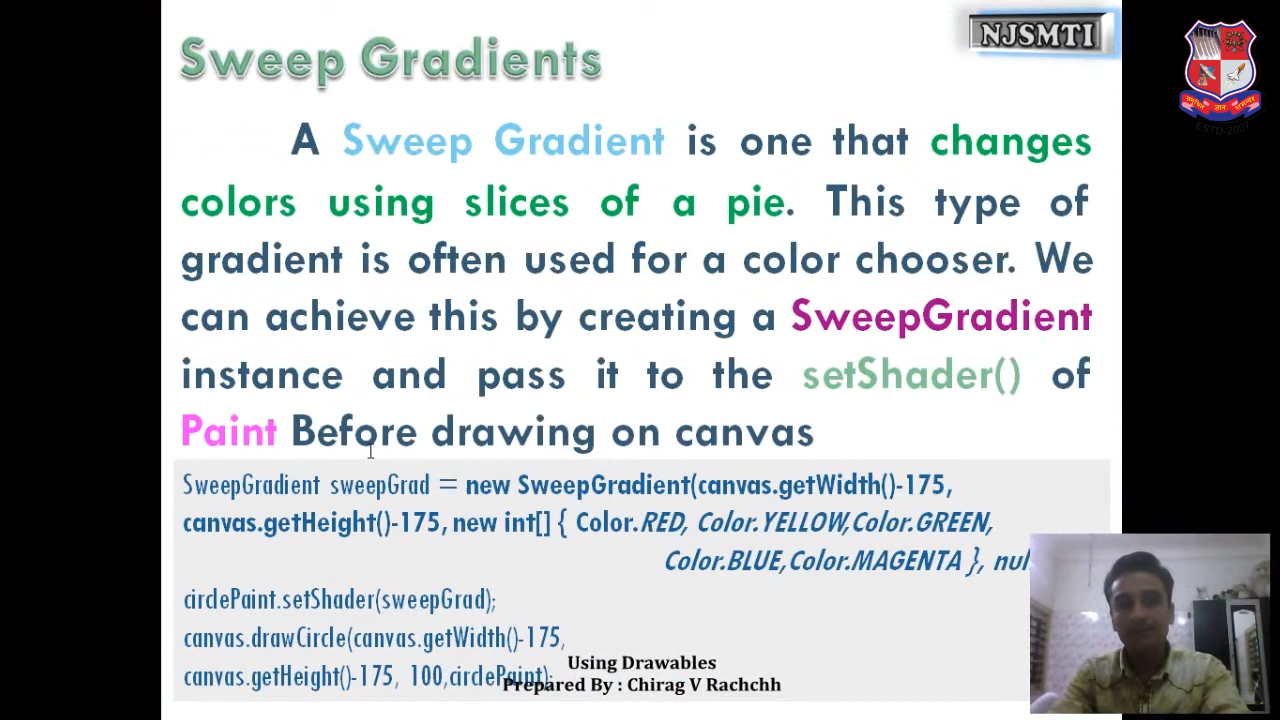 Sweep Gradients
NJSMTI
A Sweep Gradient is one that changes
colors using slices of a pie. This type of
gradient is often used for a color chooser. We
can achieve this by creating a SweepGradient
instance and pass it to the setShader() of
Paint Before drawing on canvas
SweepGradient sweepGrad = new SweepGradient(canvas.getWidth()-175,
canvas.getHeight()-175, new int[] { Color.RED, Color.YELLOW,Color.GREEN,
Color.BLUE,Color.MAGENTA }, nul
circlePaint.setShader(sweepGrad);
canvas.drawCircle(canvas.getWidth()-175,
canvas.getHeight()-175, 100,circlePaint);
Using Drawables
Prepared By : Chirag V Rachchh
ESTD-2007